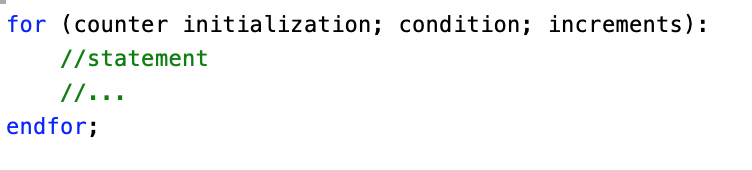 for (counter initialization; condition; increments):
    //statement
    //...
endfor;